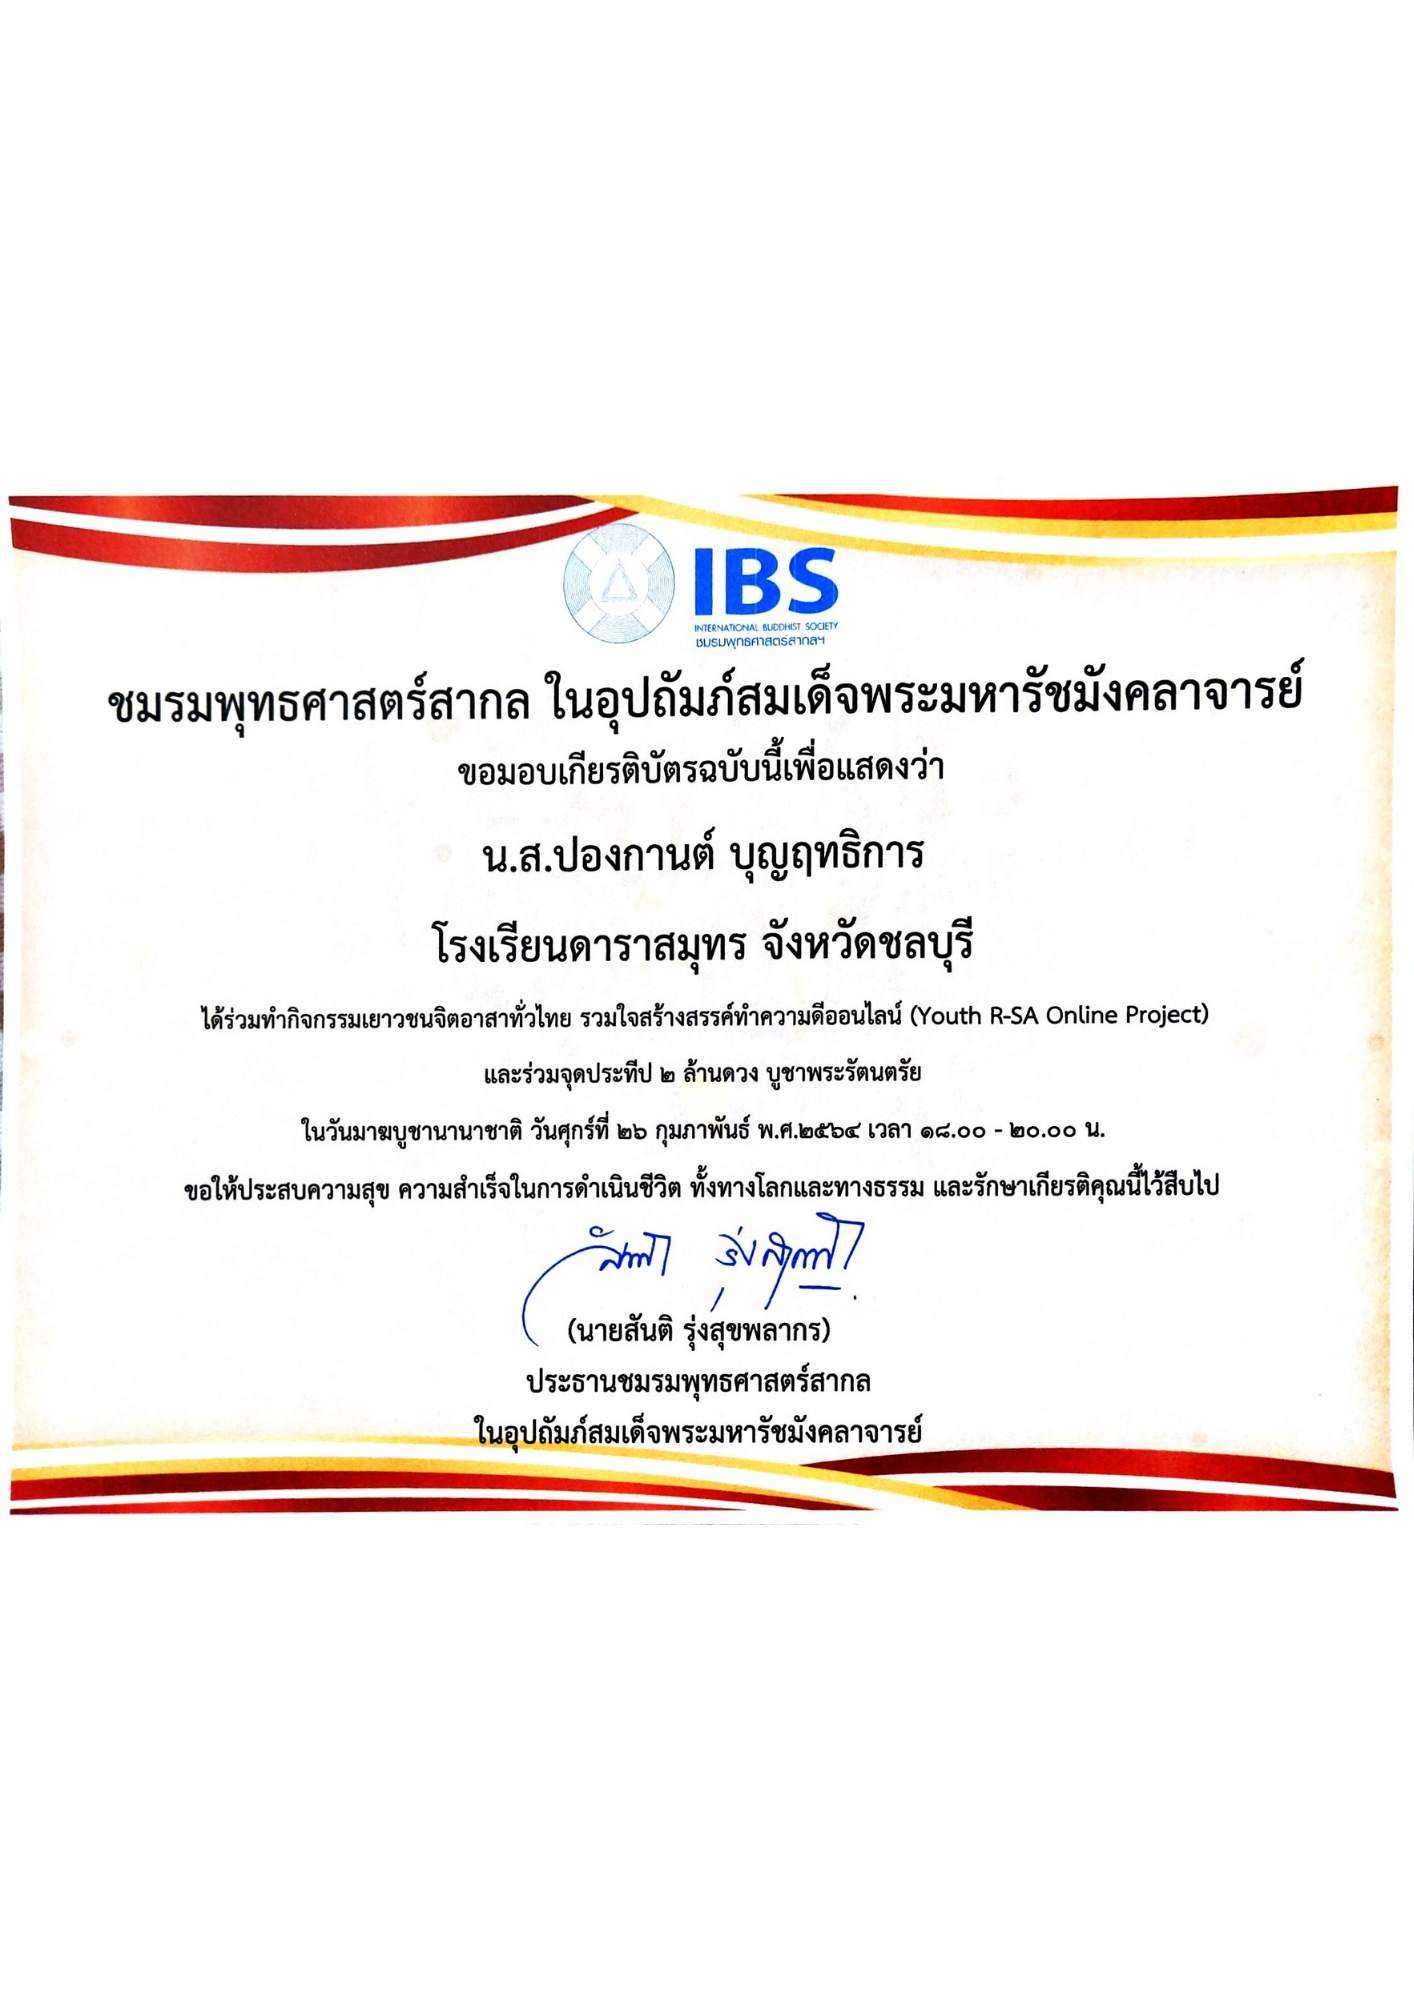 IBS
INTERNATIONAL BUDDHIST SOCIETY
ชมรมพุทธศาสตร์สากลฯ
ชมรมพุทธศาสตร์สากล ในอุปถัมภ์สมเด็จพระมหารัชมังคลาจารย์
ขอมอบเกียรติบัตรฉบับนี้เพื่อแสดงว่า
น.ส.ปองกานต์ บุญฤทธิการ
โรงเรียนดาราสมุทร จังหวัดชลบุรี
ได้ร่วมทำกิจกรรมเยาวชนจิตอาสาทั่วไทย รวมใจสร้างสรรค์ทำความดีออนไลน์ (Youth R-SA Online Project)
และร่วมจุดประทีป ๒ ล้านดวง บูชาพระรัตนตรัย
ในวันมาฆบูชานานาชาติ วันศุกร์ที่ ๒๖ กุมภาพันธ์ พ.ศ.๒๕๖๔ เวลา ๑๘.๐๐ - ๒๐.๐๐ น.
ขอให้ประสบความสุข ความสำเร็จในการดำเนินชีวิต ทั้งทางโลกและทางธรรม และรักษาเกียรติคุณนี้ไว้สืบไป
(นายสันติ รุ่งสุขพลากร)
ประธานชมรมพุทธศาสตร์สากล
ในอุปถัมภ์สมเด็จพระมหารัชมังคลาจารย์